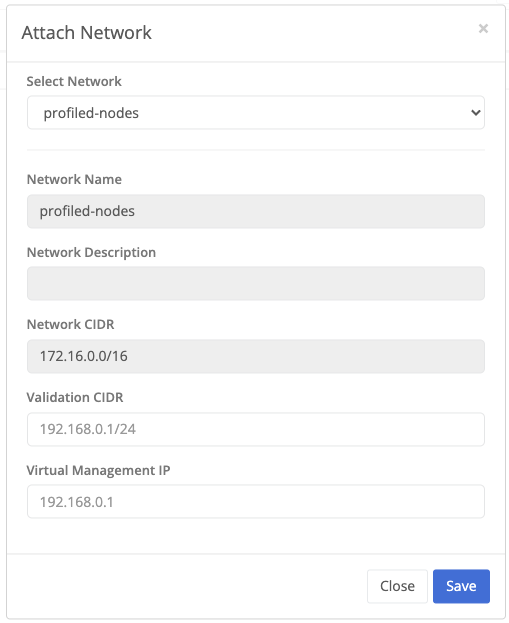 Attach Network
×
Select Network
profiled-nodes
Network Name
profiled-nodes
Network Description
Network CIDR
172.16.0.0/16
Validation CIDR
192.168.0.1/24
Virtual Management IP
192.168.0.1
Close Save